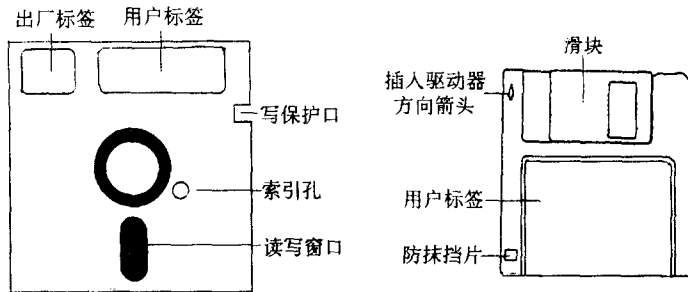 出厂标签
用户标签
写保护口
索引孔
读写窗口
滑块
插入驱动器
方向箭头
用户标签
防抹挡片